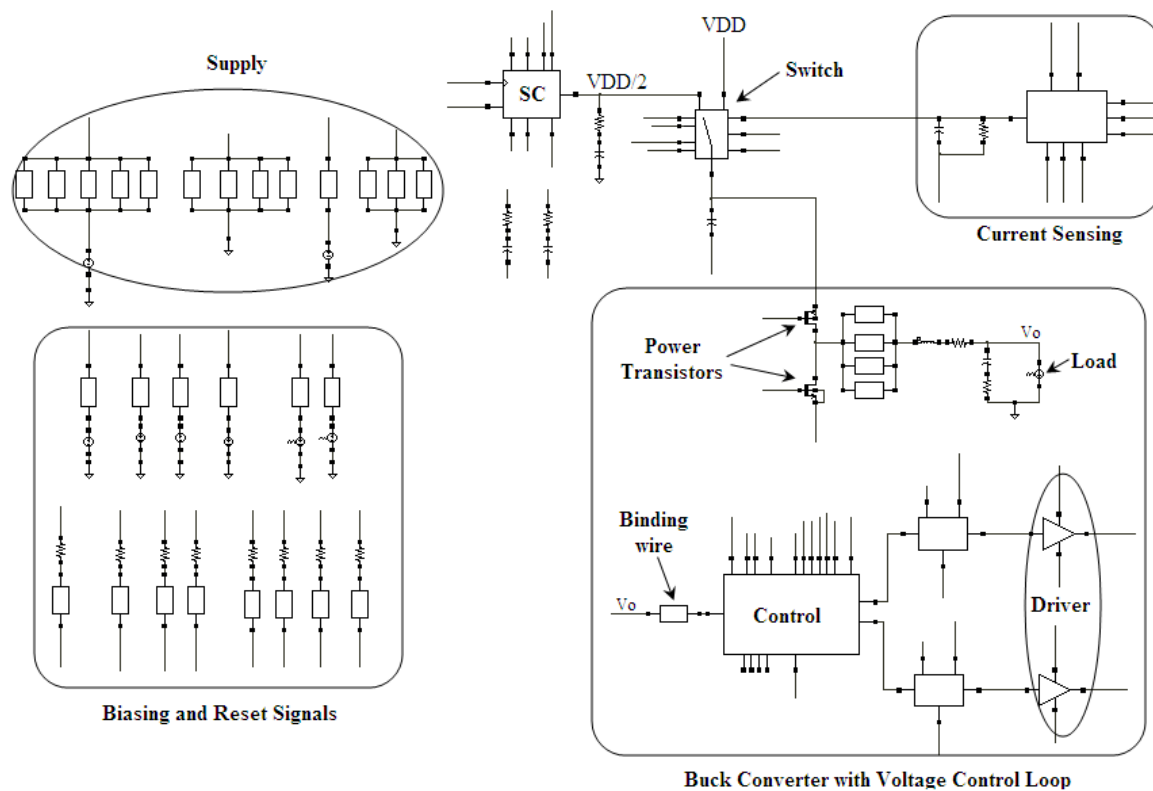 VDD
Supply
Switch
VDD/2
SC
Current Sensing
Power
Transistors
Vo
Load
Binding
wire
Vo
Control
Driver
Biasing and Reset Signals
Buck Converter with Voltage Control Loop